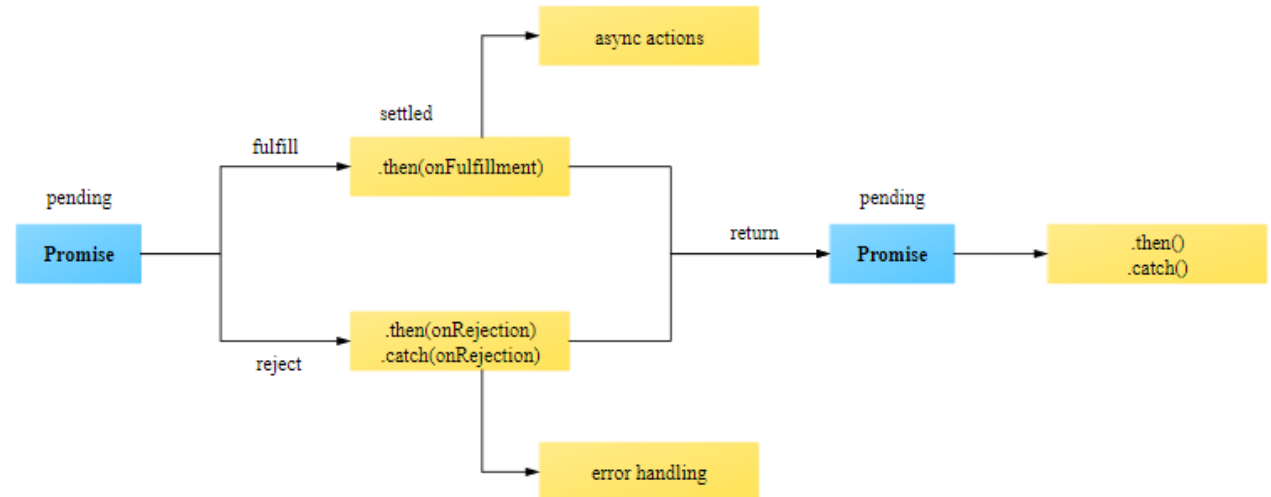 async actions
settled
fulfill
.then(onFulfillment)
pending
Promise
return
pending
Promise
.then()
.catch()
.then(onRejection)
.catch(onRejection)
reject
error handling